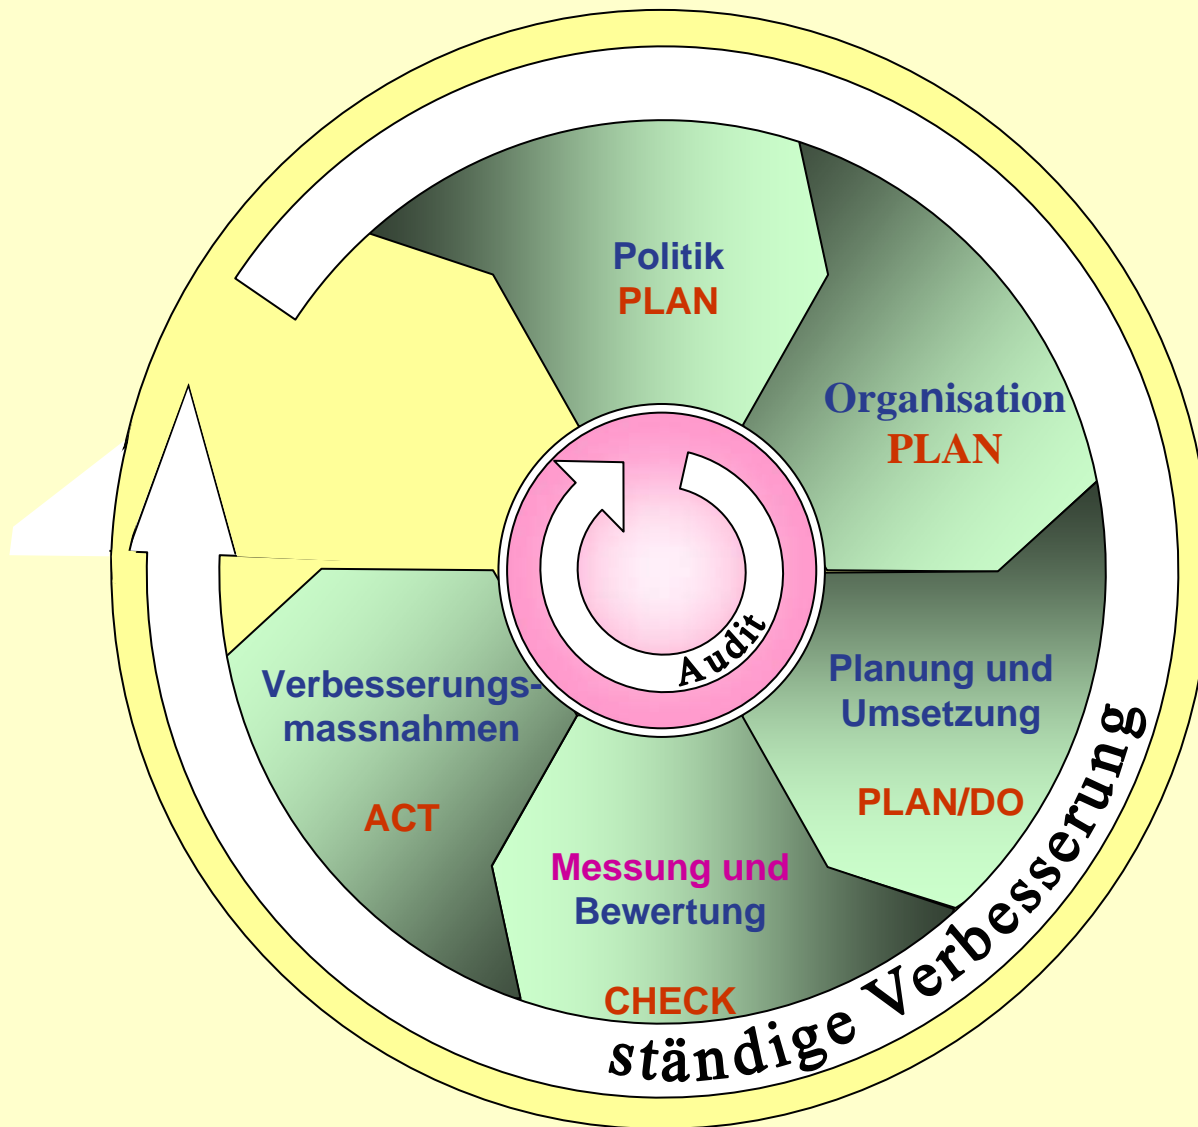 Politik
PLAN
Organisation
PLAN
Planung und
Umsetzung
PLAN/DO
Messung und
Bewertung
CHECK
Verbesserungs-
massnahmen
ACT
Audit
ständige Verbesserung